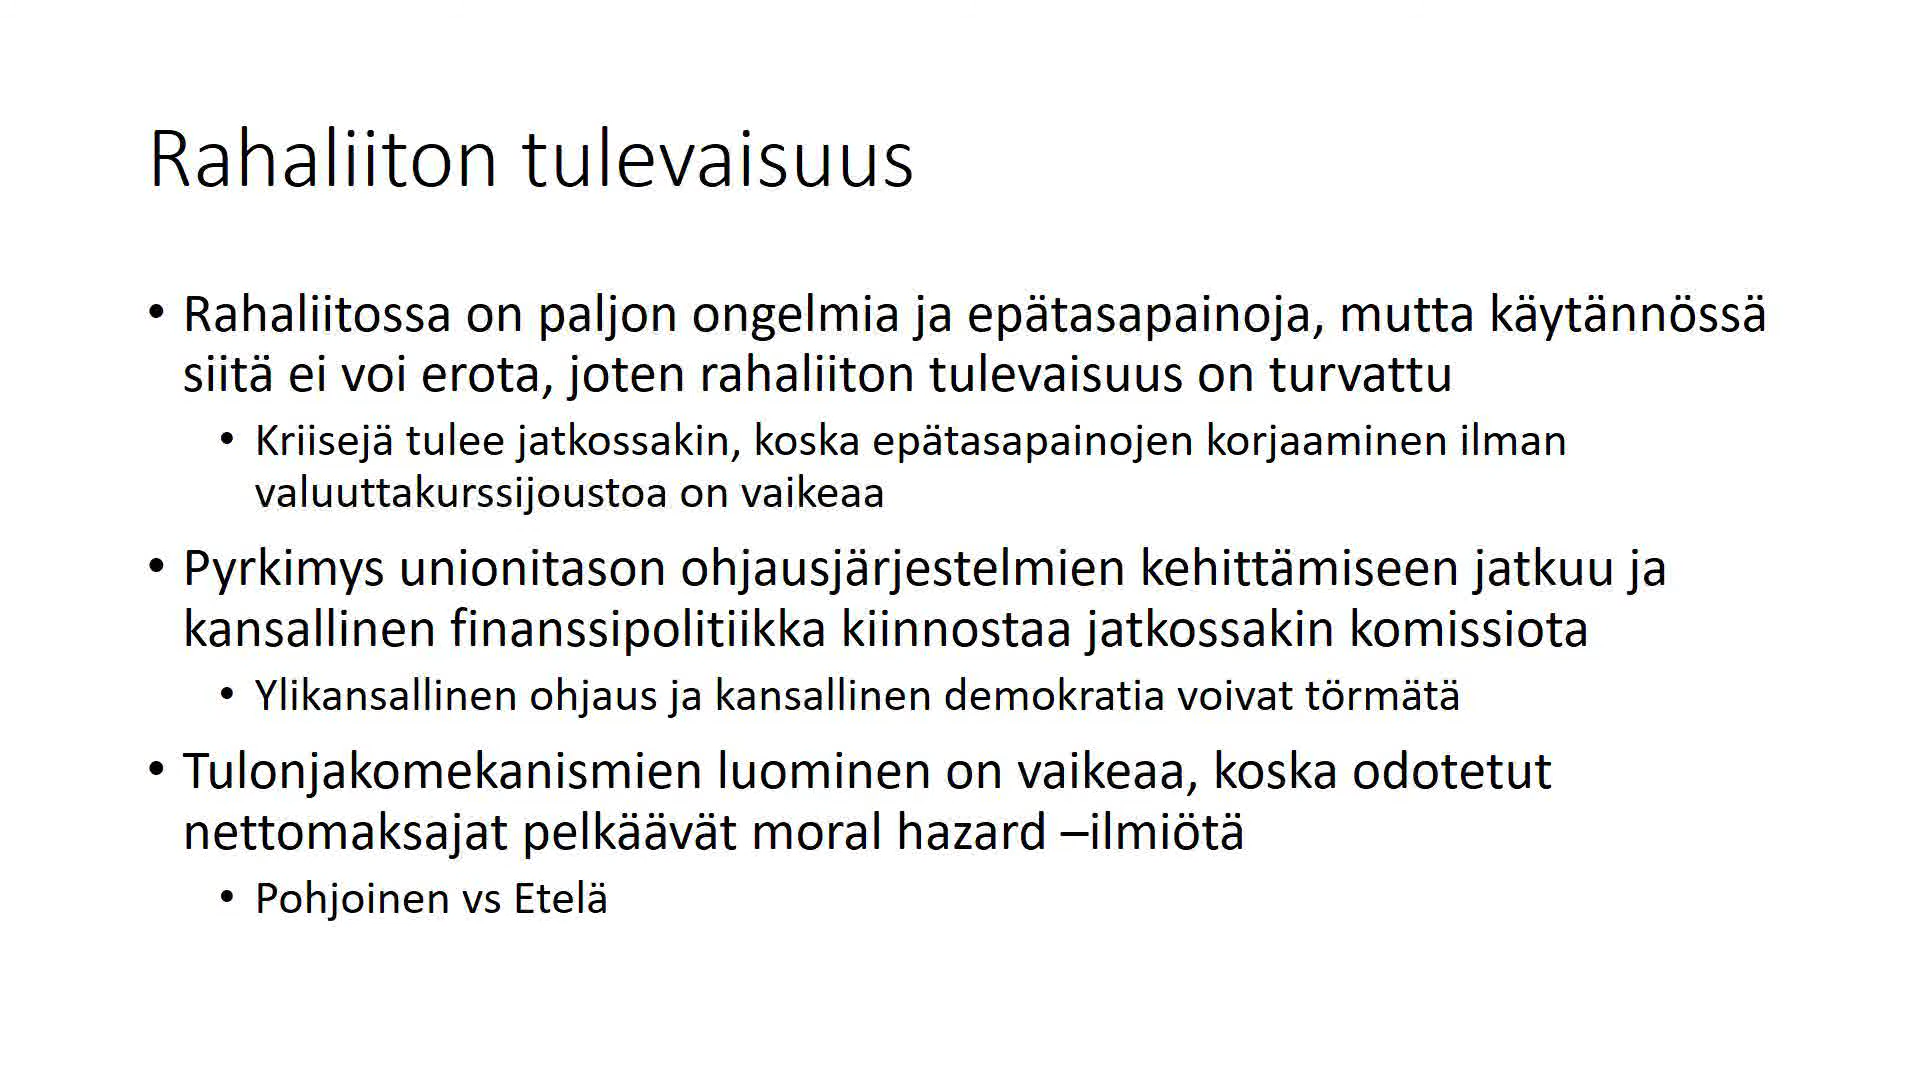 Rahaliiton tulevaisuus
• Rahaliitossa on paljon ongelmia ja epätasapainoja, mutta käytännössä
siitä ei voi erota, joten rahaliiton tulevaisuus on turvattu
• Kriisejä tulee jatkossakin, koska epätasapainojen korjaaminen ilman
valuuttakurssijoustoa on vaikeaa
• Pyrkimys unionitason ohjausjärjestelmien kehittämiseen jatkuu ja
kansallinen finanssipolitiikka kiinnostaa jatkossakin komissiota
• Ylikansallinen ohjaus ja kansallinen demokratia voivat törmätä
• Tulonjakomekanismien luominen on vaikeaa, koska odotetut
nettomaksajat pelkäävät moral hazard –ilmiötä
• Pohjoinen vs Etelä